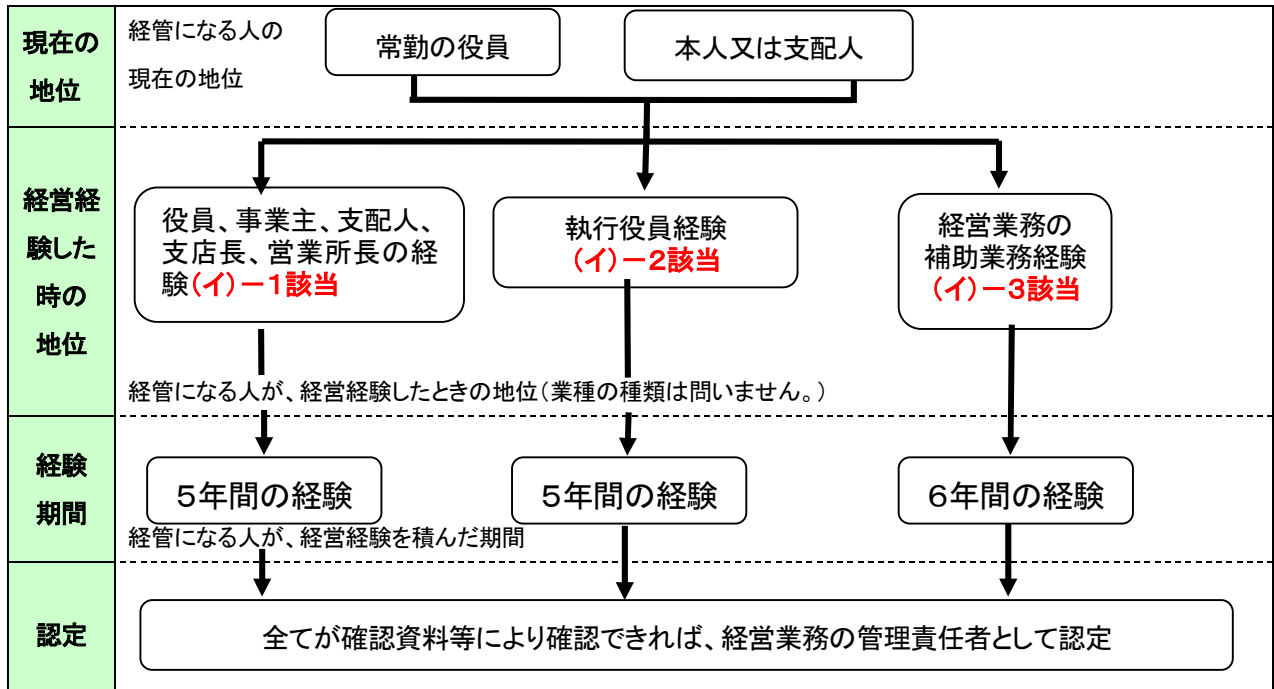 現在の
地位
経管になる人の
現在の地位
常勤の役員
本人又は支配人
経営経
験した
時の
地位
役員、事業主、支配人、
支店長、営業所長の経
験(イ)－１該当
執行役員経験
(イ)－２該当
経営業務の
補助業務経験
(イ)－３該当
経管になる人が、経営経験したときの地位(業種の種類は問いません。)
経験
期間
５年間の経験
５年間の経験
６年間の経験
経管になる人が、経営経験を積んだ期間
認定
全てが確認資料等により確認できれば、経営業務の管理責任者として認定